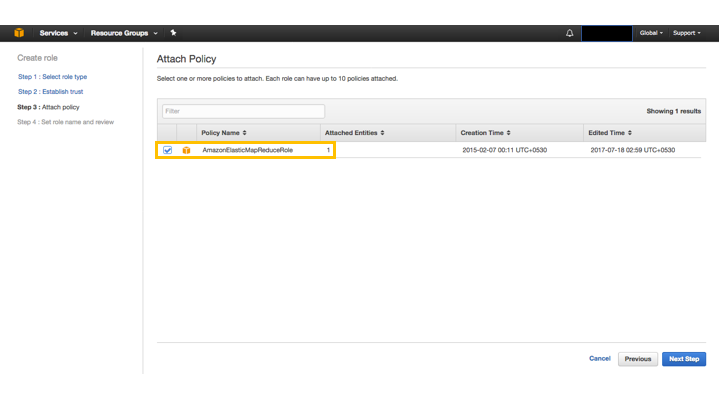 Services Resource Groups Global Support
Create role
Step 1 : Select role type
Step 2 : Establish trust
Step 3 : Attach policy
Step 4 : Set role name and review
Attach Policy
Select one or more policies to attach. Each role can have up to 10 policies attached.
Filter Showing 1 results
Policy Name Attached Entities Creation Time Edited Time
AmazonElasticMapReduceRole 1 2015-02-07 00:11 UTC+0530 2017-07-18 02:59 UTC+0530
Cancel Previous Next Step